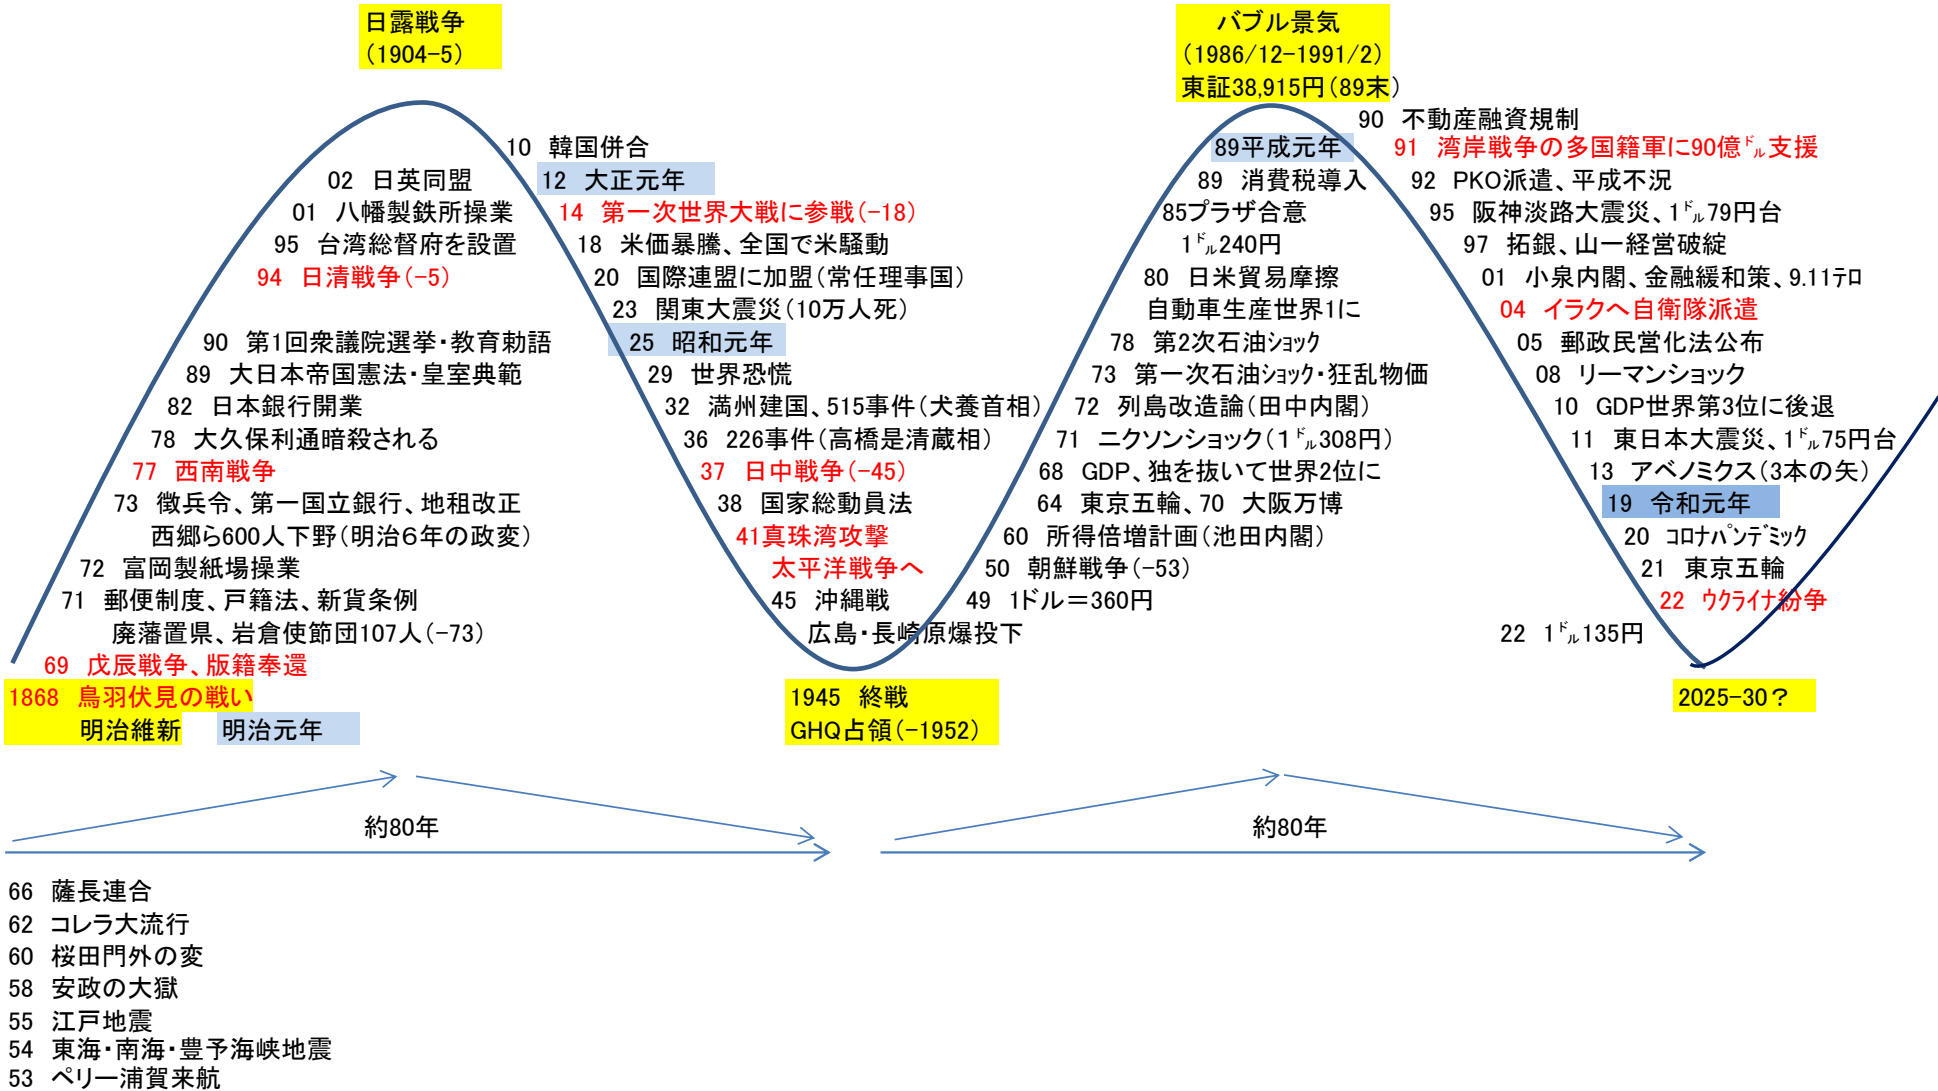 日露戦争
(1904-5)
02 日英同盟
01 八幡製鉄所操業
95 台湾総督府を設置
94 日清戦争(-5)
90 第1回衆議院選挙・教育勅語
89 大日本帝国憲法・皇室典範
82 日本銀行開業
78 大久保利通暗殺される
77 西南戦争
73 徴兵令、第一国立銀行、地租改正
西郷ら600人下野(明治6年の政変)
72 富岡製紙場操業
71 郵便制度、戸籍法、新貨条例
廃藩置県、岩倉使節団107人(-73)
69 戊辰戦争、版籍奉還
1868 鳥羽伏見の戦い
明治維新 明治元年
10 韓国併合
12 大正元年
14 第一次世界大戦に参戦(-18)
18 米価暴騰、全国で米騒動
20 国際連盟に加盟(常任理事国)
23 関東大震災(10万人死)
25 昭和元年
29 世界恐慌
32 満州建国、515事件(犬養首相)
36 226事件(高橋是清蔵相)
37 日中戦争(-45)
38 国家総動員法
41真珠湾攻撃
太平洋戦争へ
45 沖縄戦
広島・長崎原爆投下
1945 終戦
GHQ占領(-1952)
バブル景気
(1986/12-1991/2)
東証38,915円(89末)
89平成元年
89 消費税導入
85プラザ合意
1ドル240円
80 日米貿易摩擦
自動車生産世界1に
78 第2次石油ショック
73 第一次石油ショック・狂乱物価
72 列島改造論(田中内閣)
71 ニクソンショック(1ドル308円)
68 GDP、独を抜いて世界2位に
64 東京五輪、70 大阪万博
60 所得倍増計画(池田内閣)
50 朝鮮戦争(-53)
49 1ドル=360円
90 不動産融資規制
91 湾岸戦争の多国籍軍に90億ドル支援
92 PKO派遣、平成不況
95 阪神淡路大震災、1ドル79円台
97 拓銀、山一経営破綻
01 小泉内閣、金融緩和策、9.11テロ
04 イラクへ自衛隊派遣
05 郵政民営化法公布
08 リーマンショック
10 GDP世界第3位に後退
11 東日本大震災、1ドル75円台
13 アベノミクス(3本の矢)
19 令和元年
20 コロナパンデミック
21 東京五輪
22 ウクライナ紛争
22 1ドル135円
2025-30?
約80年
約80年
66 薩長連合
62 コレラ大流行
60 桜田門外の変
58 安政の大獄
55 江戸地震
54 東海・南海・豊予海峡地震
53 ペリー浦賀来航